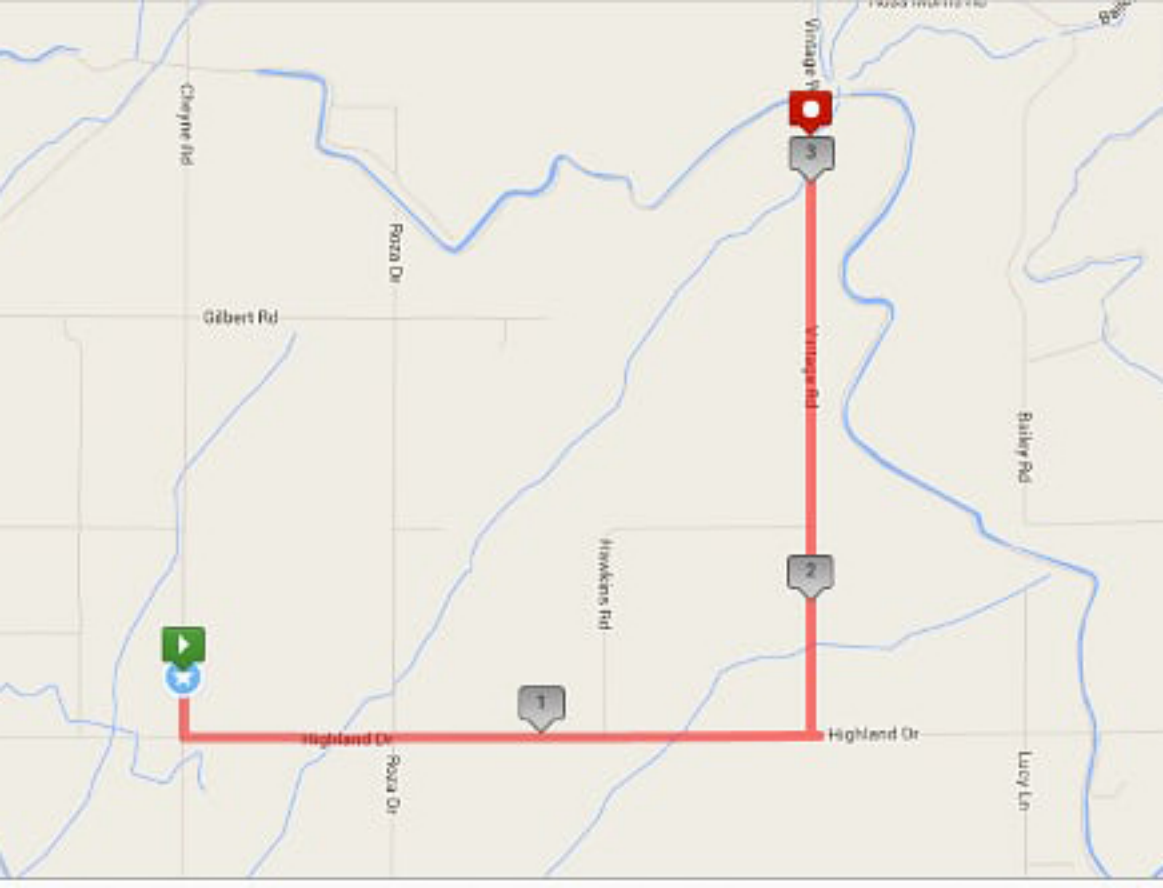 Vintage
Cheyne Rd
3
Roza Dr
Gilbert Rd
Vintage Rd
Bailey Rd
Hawkins Rd
2
1
Highland Dr
Highland Dr
Roza Dr
Lucy Ln